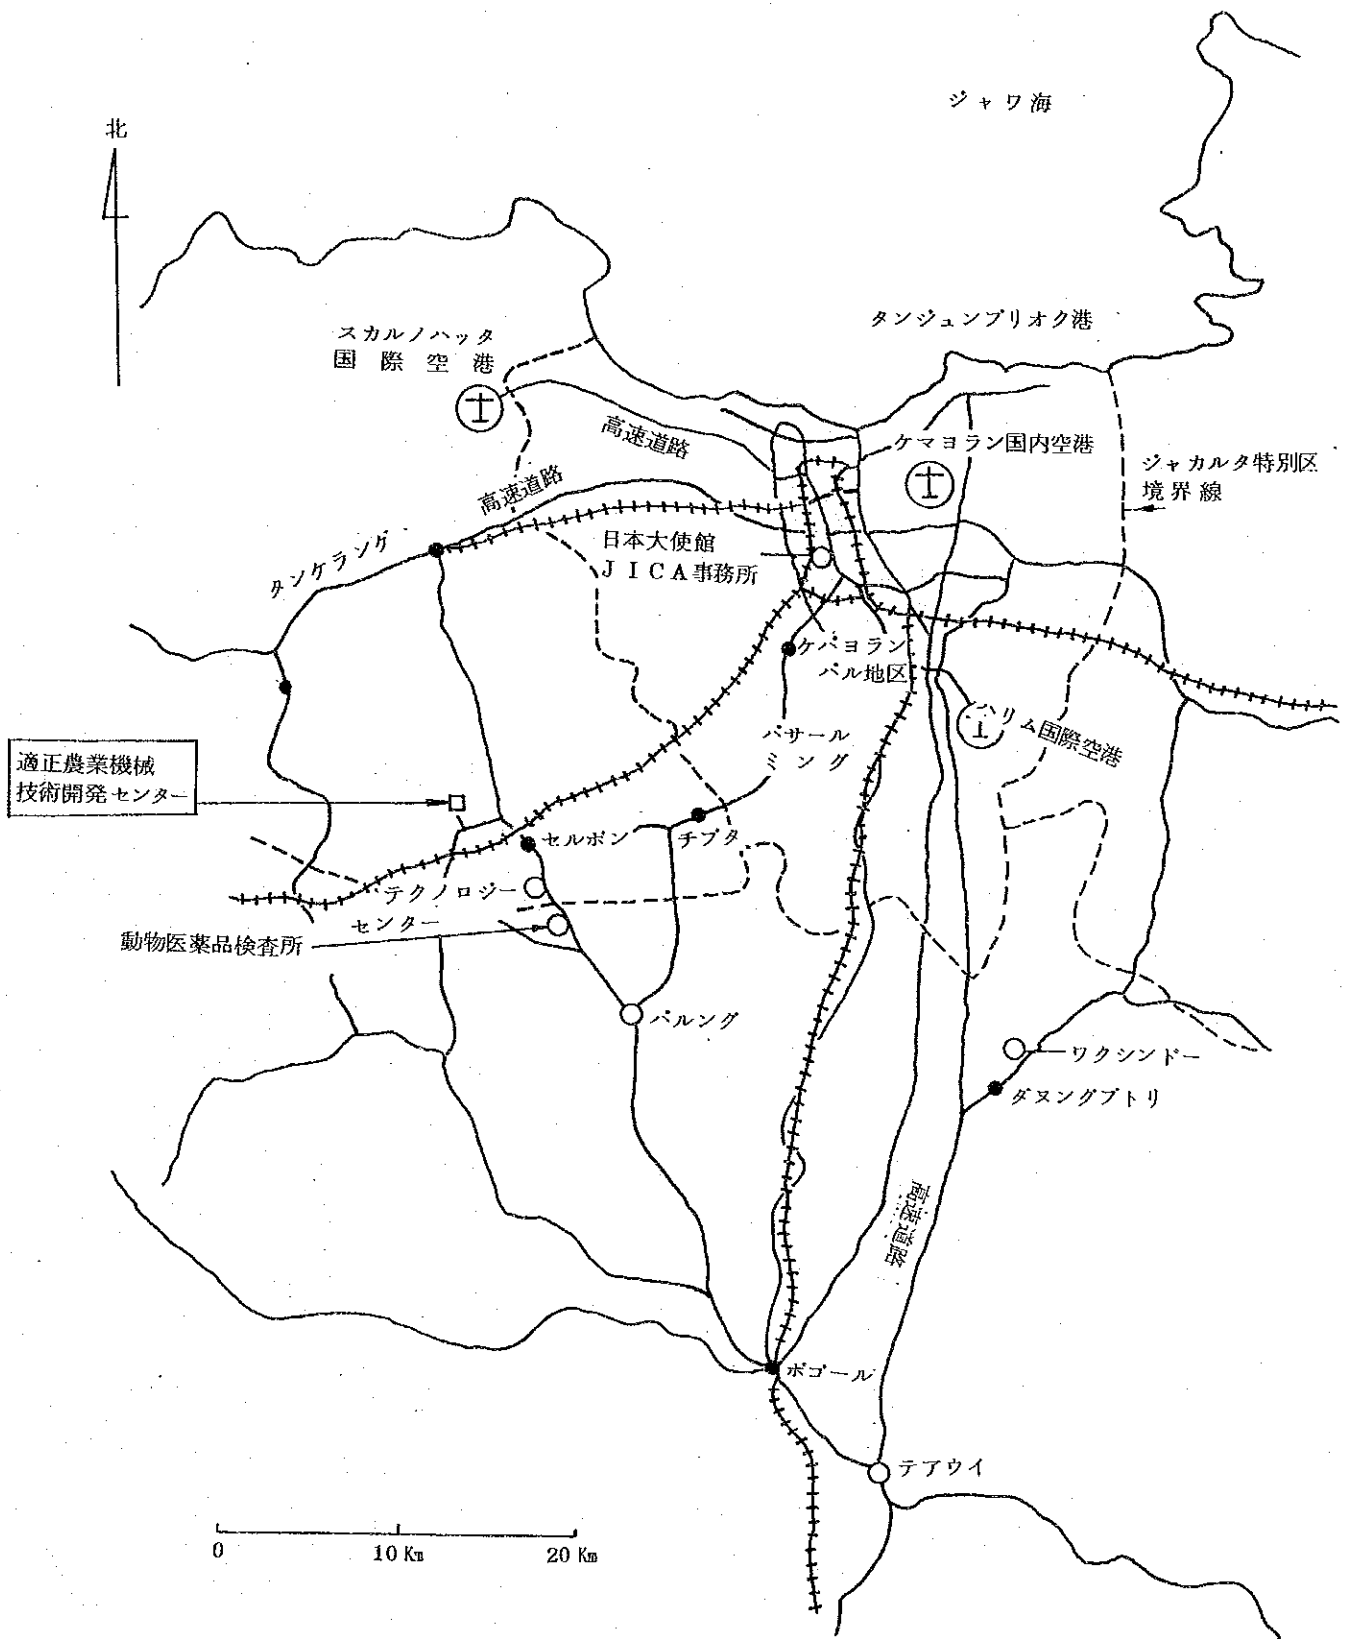 ジャワ海
北
タンジュンプリオク港
スカルノハッタ
国際空港
高速道路
ケマヨラン国内空港
ジャカルタ特別区
境界線
高速道路
タンケラング
日本大使館
JICA事務所
ケバヨラン
バル地区
ハリム国際空港
パサール
ミング
適正農業機械
技術開発センター
セルポン
チプタ
テクノロジー
センター
動物医薬品検査所
パルング
ワクシンドー
ダヌングプトリ
高速道路
ボゴール
テアウイ
0 10Km 20Km